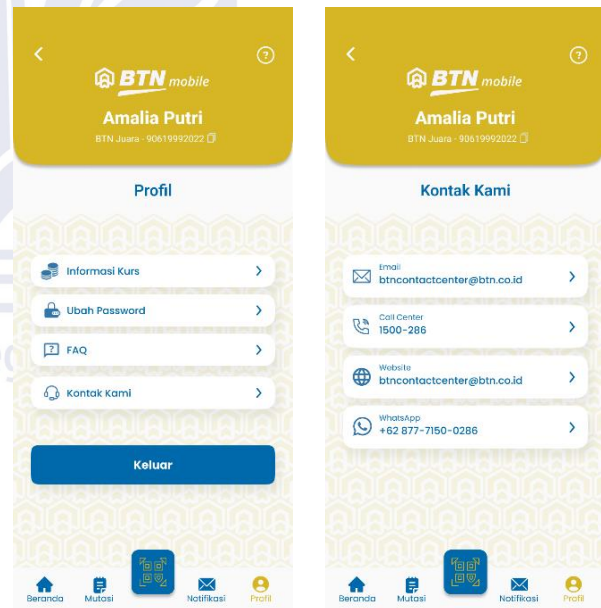 BTN mobile
Amalia Putri
BTN Juara - 90619992022
Profil
Informasi Kurs
Ubah Password
FAQ
Kontak Kami
Keluar
Beranda
Mutasi
Notifikasi
Profil
BTN mobile
Amalia Putri
BTN Juara - 90619992022
Kontak Kami
Email
btncontactcenter@btn.co.id
Call Center
1500-286
Website
btncontactcenter@btn.co.id
WhatsApp
+62 877-7150-0286
Beranda
Mutasi
Notifikasi
Profil